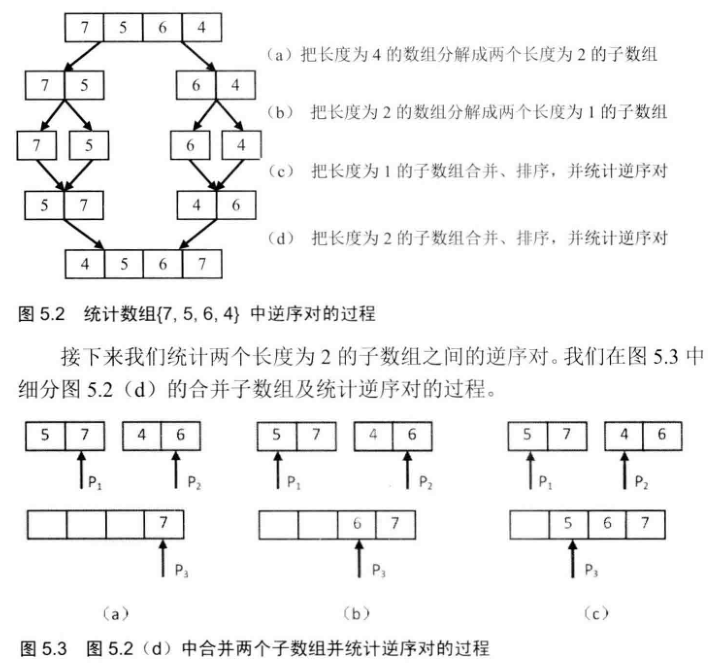 7 5 6 4
(a) 把长度为 4 的数组分解成两个长度为 2 的子数组
7 5 6 4
(b) 把长度为 2 的数组分解成两个长度为 1 的子数组
7 5 6 4
(c) 把长度为 1 的子数组合并、排序，并统计逆序对
5 7 4 6
(d) 把长度为 2 的子数组合并、排序，并统计逆序对
4 5 6 7
图 5.2 统计数组{7, 5, 6, 4} 中逆序对的过程
接下来我们统计两个长度为 2 的子数组之间的逆序对。我们在图 5.3 中
细分图 5.2（d）的合并子数组及统计逆序对的过程。
5 7 4 6 5 7 4 6 5 7 4 6
P1 P2 P1 P2 P1 P2
7 6 7 5 6 7
P3 P3 P3
(a) (b) (c)
图 5.3 图 5.2（d）中合并两个子数组并统计逆序对的过程